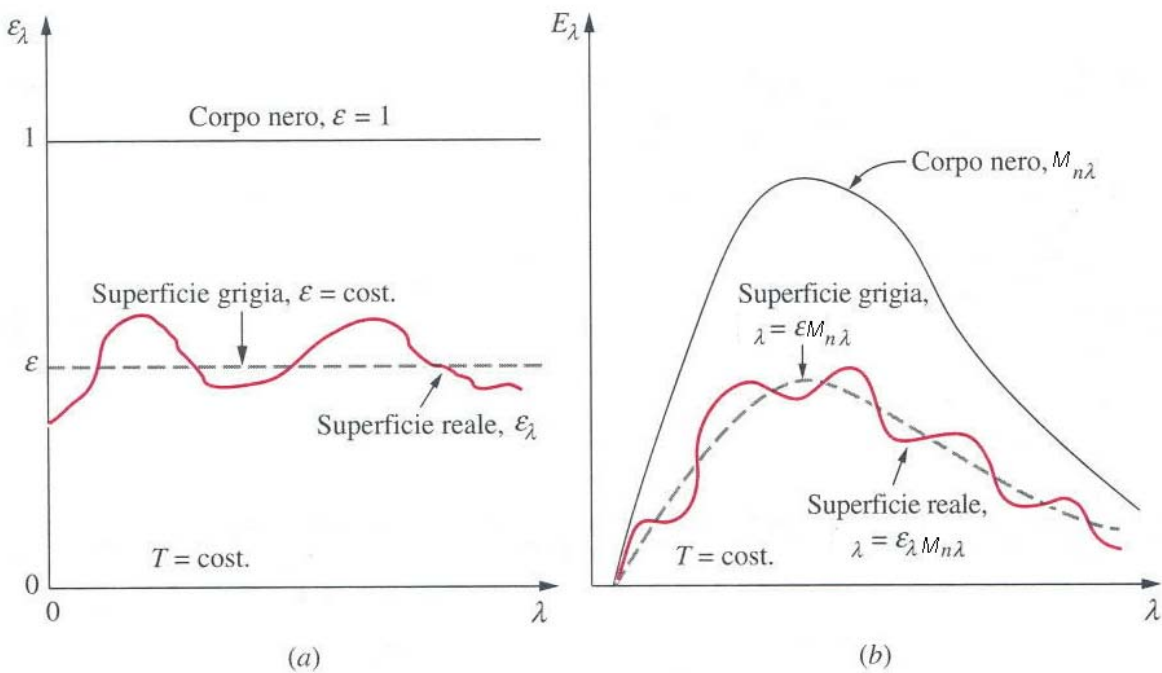 ε_λ
Corpo nero, ε = 1
1
Superficie grigia, ε = cost.
ε
Superficie reale, ε_λ
T = cost.
0
0
λ
(a)
E_λ
Corpo nero, M_nλ
Superficie grigia,
λ = εM_nλ
Superficie reale,
λ = ε_λ M_nλ
T = cost.
λ
(b)